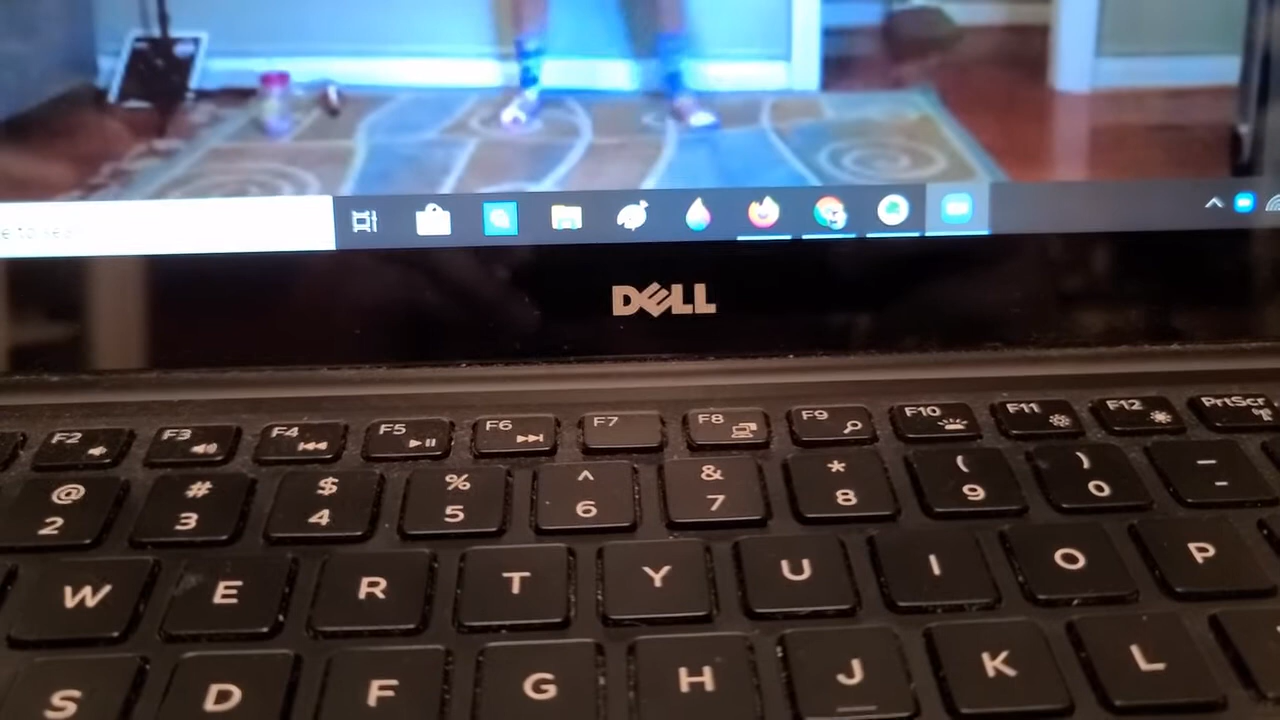 DELL
F2 F3 F4 F5 F6 F7 F8 F9 F10 F11 F12 PrtScr
@ # $ % ^ & * ( ) _
2 3 4 5 6 7 8 9 0 -
W E R T Y U I O P
S D F G H J K L